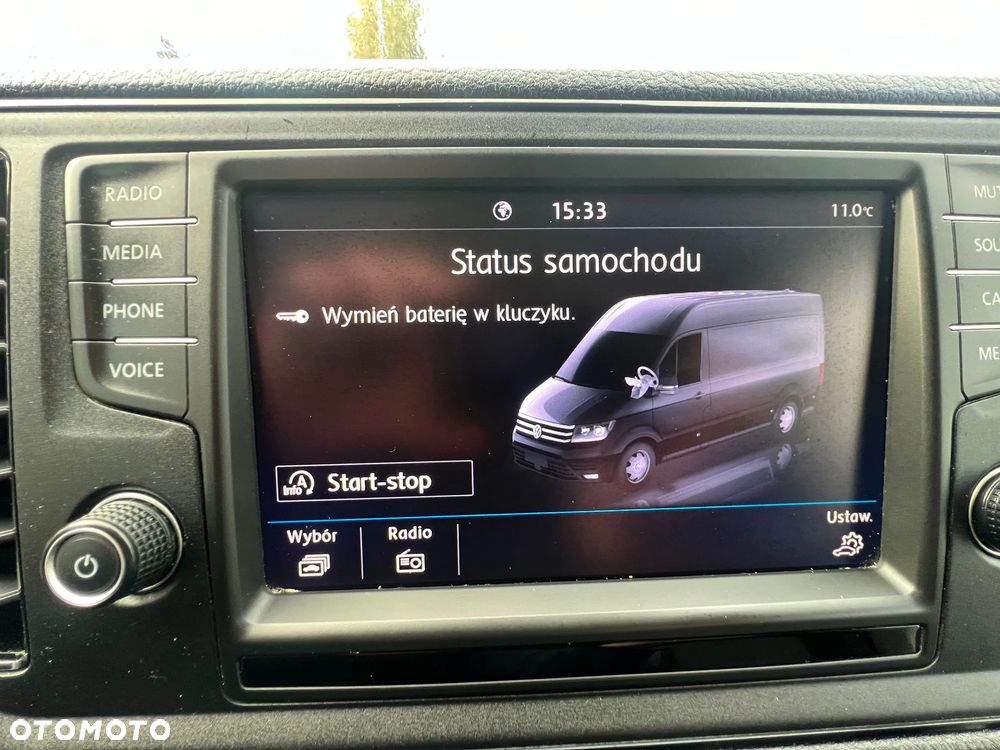 RADIO
MEDIA
PHONE
VOICE
15:33
11.0°C
Status samochodu
Wymień baterię w kluczyku.
Info A
Start-stop
Wybór
Radio
Ustaw.
OTOMOTO